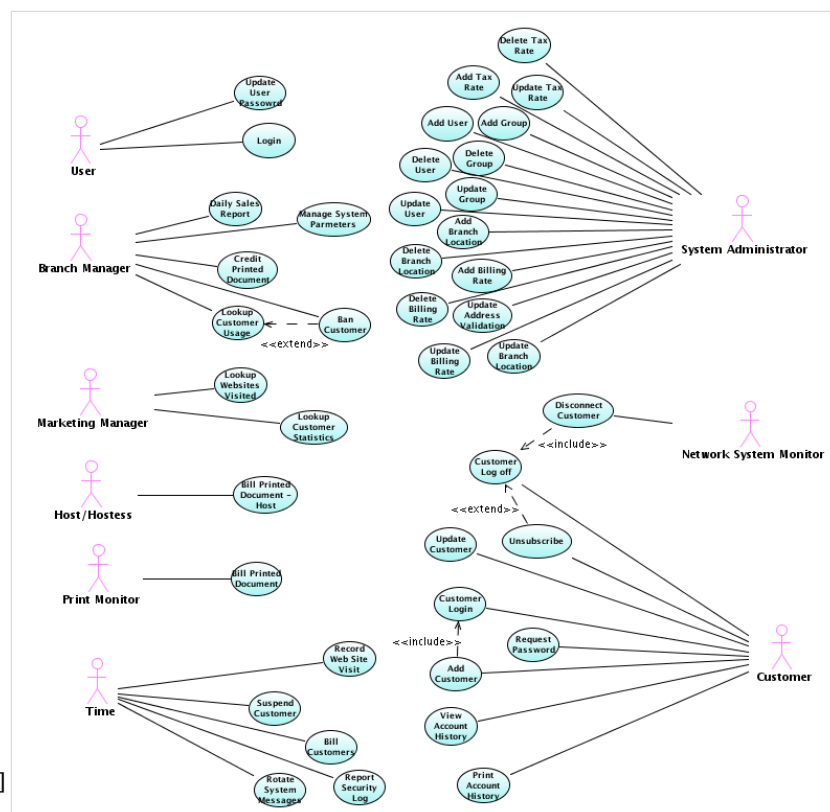 Update
User
Passowrd
Login
User
Daily Sales
Report
Manage System
Parmeters
Branch Manager
Credit
Printed
Document
Lookup
Customer
Usage
Ban
Customer
<<extend>>
Lookup
Websites
Visited
Marketing Manager
Lookup
Customer
Statistics
Bill Printed
Document -
Host
Host/Hostess
Bill Printed
Document
Print Monitor
Record
Web Site
Visit
Time
Suspend
Customer
Bill
Customers
Rotate
System
Messages
Report
Security
Log
]
Delete Tax
Rate
Add Tax
Rate
Update
Tax Rate
Add User
Add Group
Delete
User
Delete
Group
Update
Group
Update
User
Add
Branch
Location
System Administrator
Delete
Branch
Location
Add Billing
Rate
Delete
Billing
Rate
Update
Address
Validation
Update
Billing
Rate
Update
Branch
Location
Disconnect
Customer
Network System Monitor
<<include>>
Customer
Log off
<<extend>>
Update
Customer
Unsubscribe
Customer
Login
<<include>>
Request
Password
Add
Customer
Customer
View
Account
History
Print
Account
History